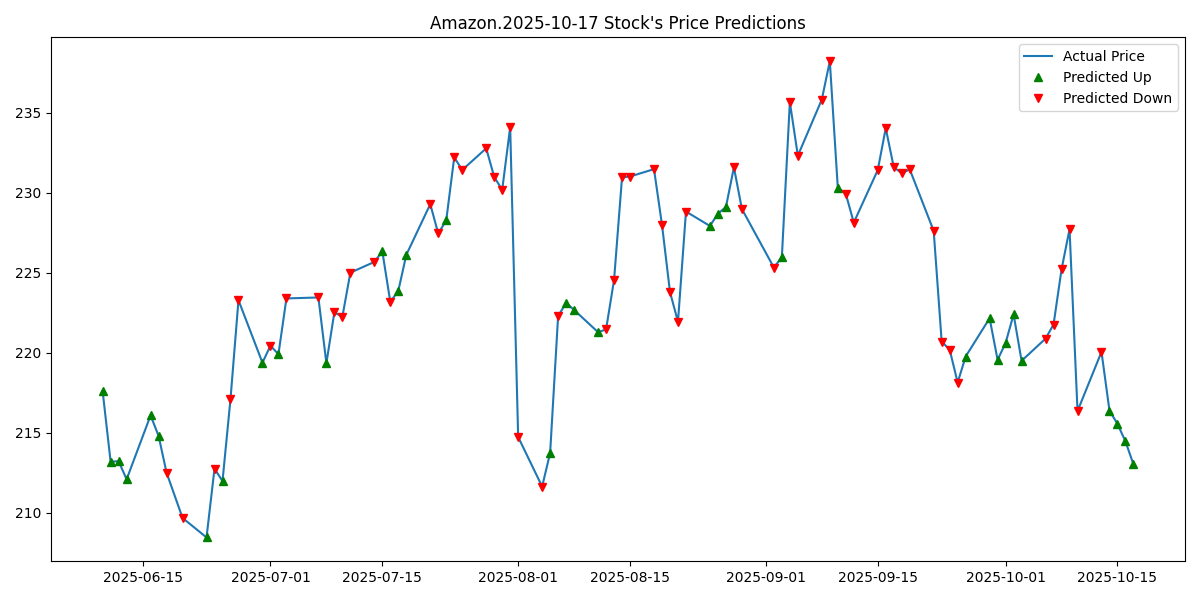 Amazon.2025-10-17 Stock's Price Predictions
Actual Price
Predicted Up
Predicted Down
235
230
225
220
215
210
2025-06-15 2025-07-01 2025-07-15 2025-08-01 2025-08-15 2025-09-01 2025-09-15 2025-10-01 2025-10-15